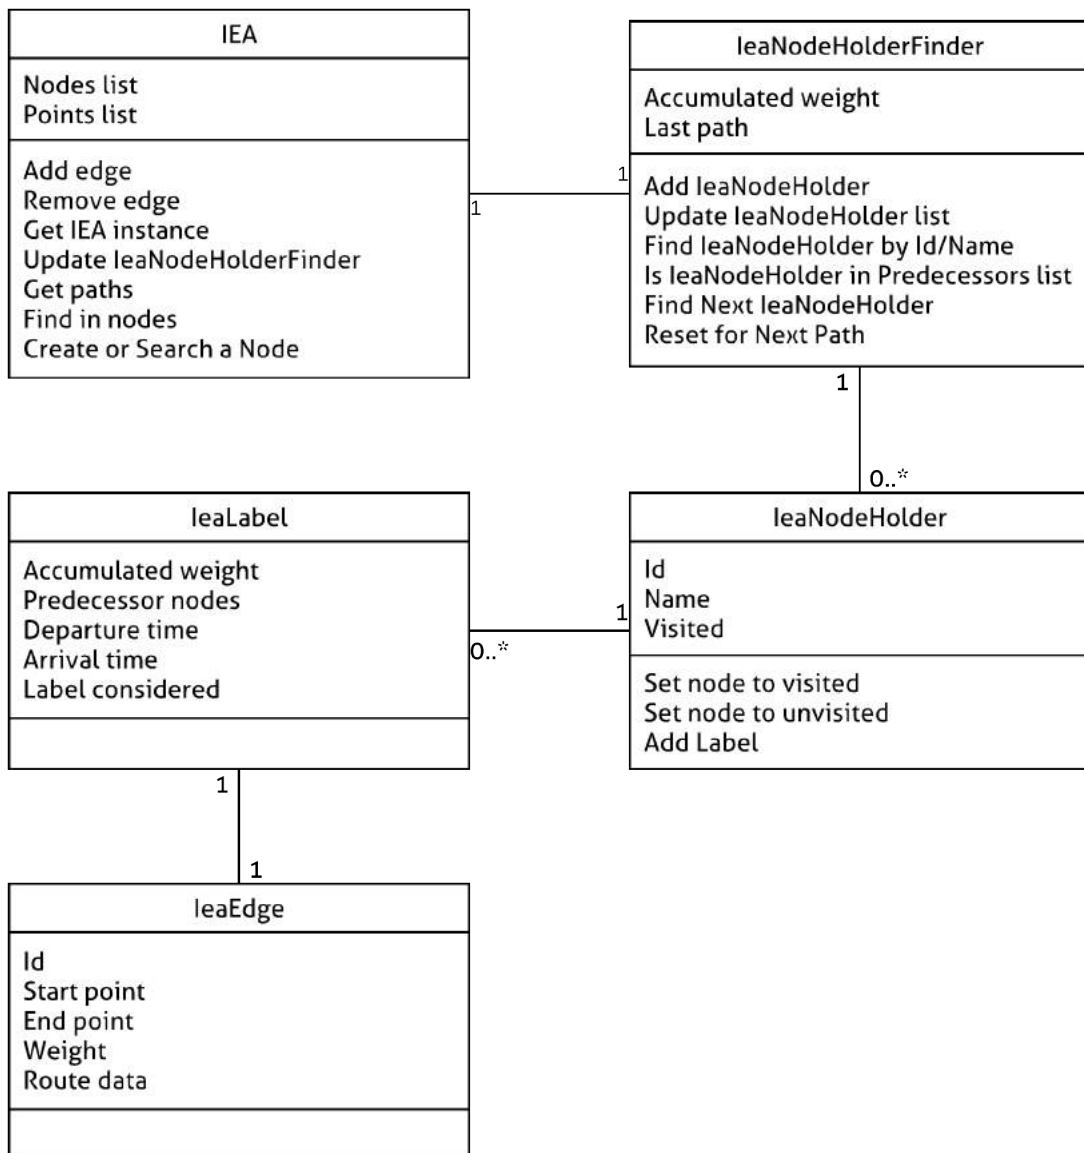 IEA
Nodes list
Points list
Add edge
Remove edge
Get IEA instance
Update IeaNodeHolderFinder
Get paths
Find in nodes
Create or Search a Node
1
1
IeaNodeHolderFinder
Accumulated weight
Last path
Add IeaNodeHolder
Update IeaNodeHolder list
Find IeaNodeHolder by Id/Name
Is IeaNodeHolder in Predecessors list
Find Next IeaNodeHolder
Reset for Next Path
1
0..*
IeaLabel
Accumulated weight
Predecessor nodes
Departure time
Arrival time
Label considered
0..*
1
IeaNodeHolder
Id
Name
Visited
Set node to visited
Set node to unvisited
Add Label
1
1
IeaEdge
Id
Start point
End point
Weight
Route data